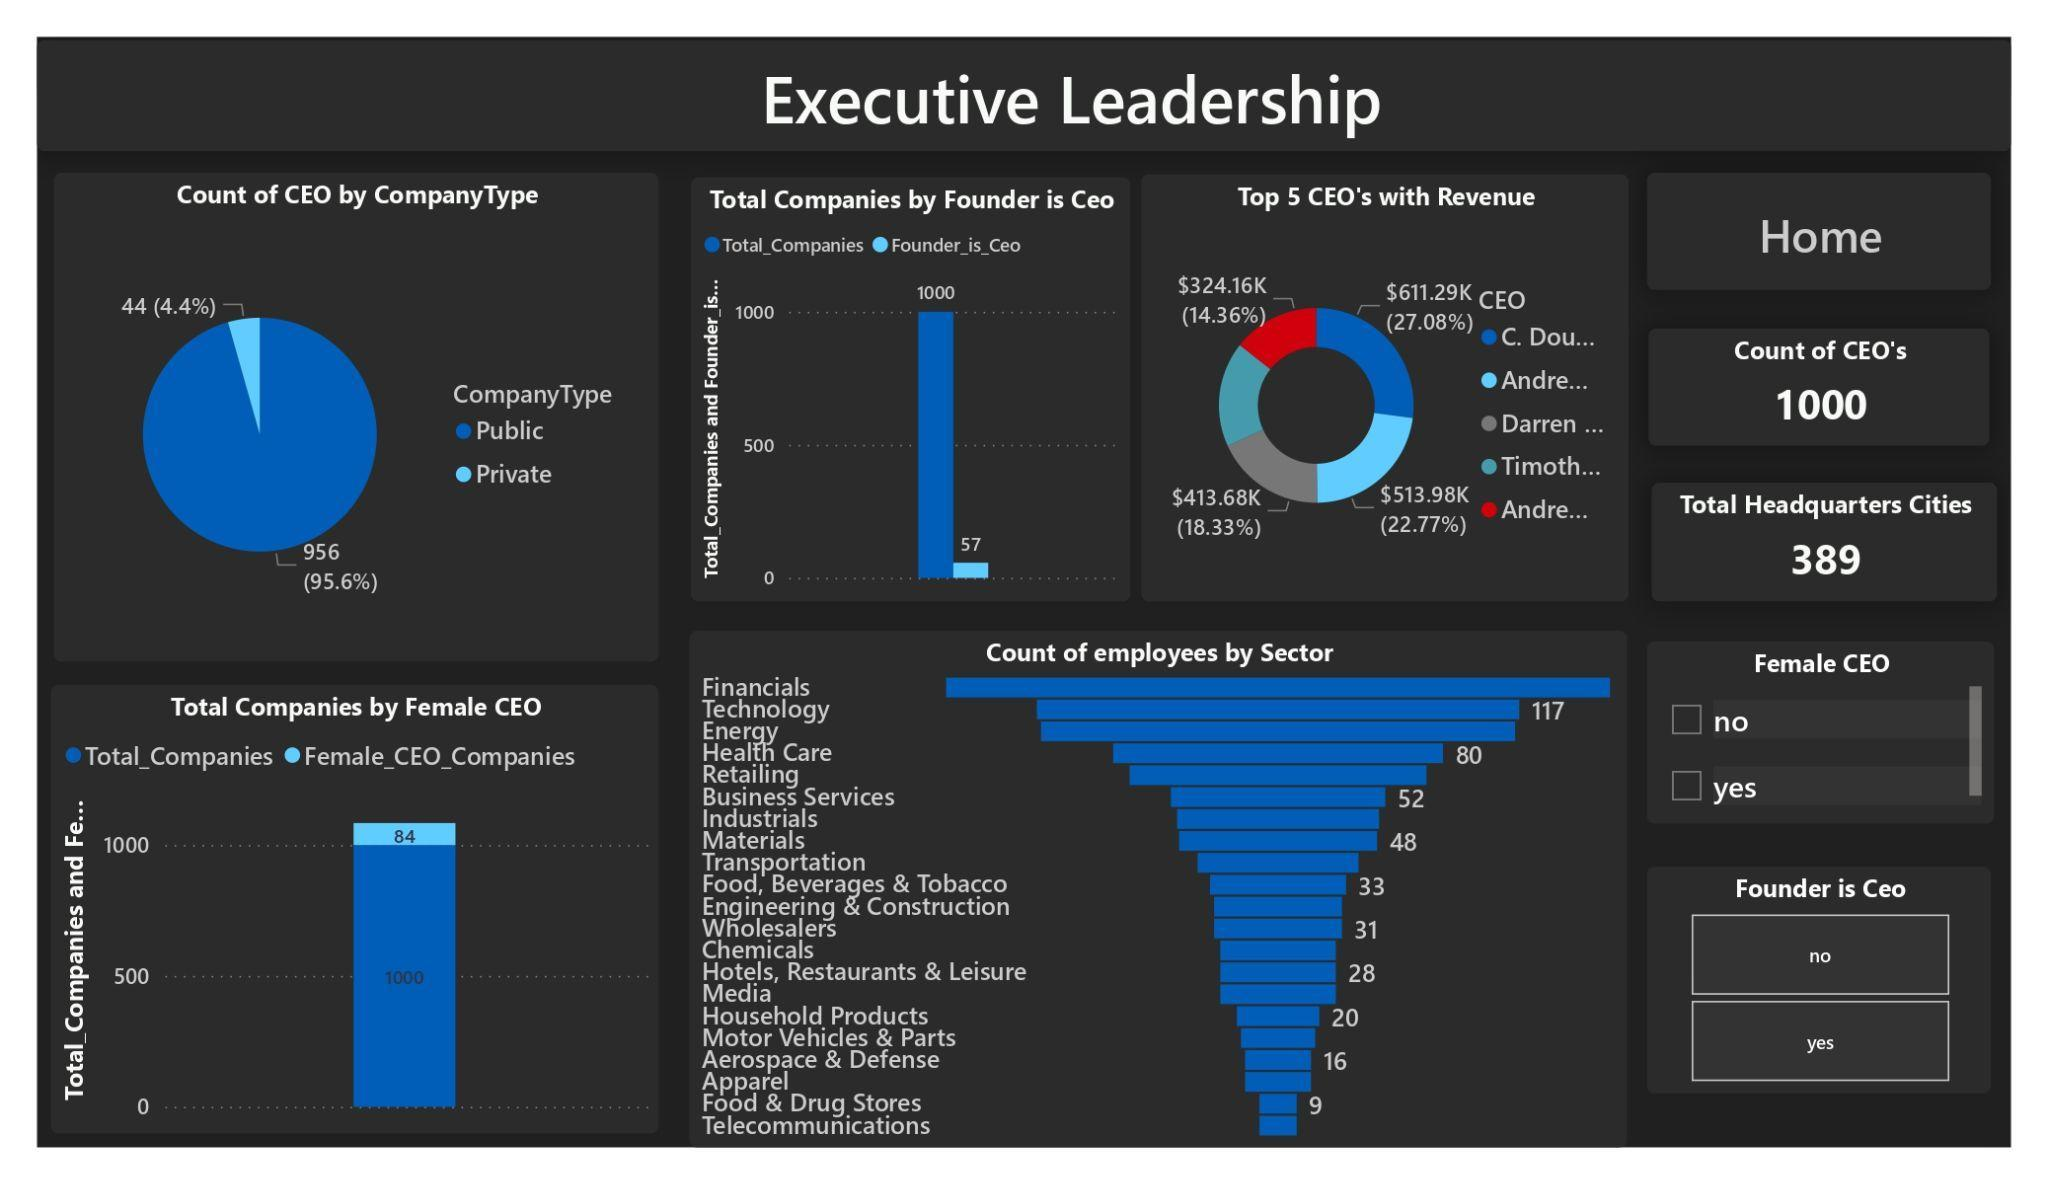 Executive Leadership
Count of CEO by CompanyType
44 (4.4%)
956
(95.6%)
CompanyType
Public
Private
Total Companies by Founder is Ceo
Total_Companies Founder_is_Ceo
Total_Companies and Founder_is...
1000
500
0
1000
57
Top 5 CEO's with Revenue
$324.16K
(14.36%)
$611.29K
(27.08%)
$413.68K
(18.33%)
$513.98K
(22.77%)
CEO
C. Dou...
Andre...
Darren ...
Timoth...
Andre...
Home
Count of CEO's
1000
Total Headquarters Cities
389
Total Companies by Female CEO
Total_Companies Female_CEO_Companies
Total_Companies and Fe...
1000
500
0
84
1000
Count of employees by Sector
Financials
Technology 117
Energy
Health Care 80
Retailing
Business Services 52
Industrials
Materials 48
Transportation
Food, Beverages & Tobacco 33
Engineering & Construction
Wholesalers 31
Chemicals
Hotels, Restaurants & Leisure 28
Media
Household Products 20
Motor Vehicles & Parts
Aerospace & Defense 16
Apparel
Food & Drug Stores 9
Telecommunications
Female CEO
no
yes
Founder is Ceo
no
yes